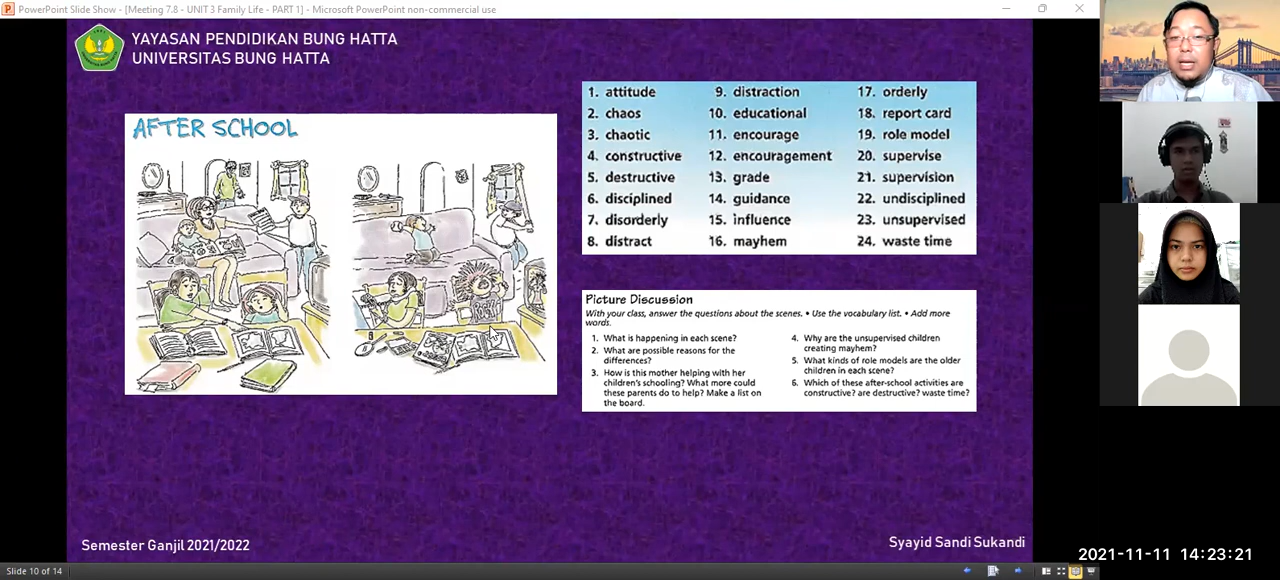 PowerPoint Slide Show - [Meeting 7.8 - UNIT 3 Family Life - PART 1] - Microsoft PowerPoint non-commercial use
YAYASAN PENDIDIKAN BUNG HATTA
UNIVERSITAS BUNG HATTA
AFTER SCHOOL
1. attitude
2. chaos
3. chaotic
4. constructive
5. destructive
6. disciplined
7. disorderly
8. distract
9. distraction
10. educational
11. encourage
12. encouragement
13. grade
14. guidance
15. influence
16. mayhem
17. orderly
18. report card
19. role model
20. supervise
21. supervision
22. undisciplined
23. unsupervised
24. waste time
Picture Discussion
With your class, answer the questions about the scenes. • Use the vocabulary list. • Add more
words.
1. What is happening in each scene?
2. What are possible reasons for the
differences?
3. How is this mother helping with her
children's schooling? What more could
these parents do to help? Make a list on
the board.
4. Why are the unsupervised children
creating mayhem?
5. What kinds of role models are the older
children in each scene?
6. Which of these after-school activities are
constructive? are destructive? waste time?
Semester Ganjil 2021/2022
Syayid Sandi Sukandi
2021-11-11 14:23:21
Slide 10 of 14